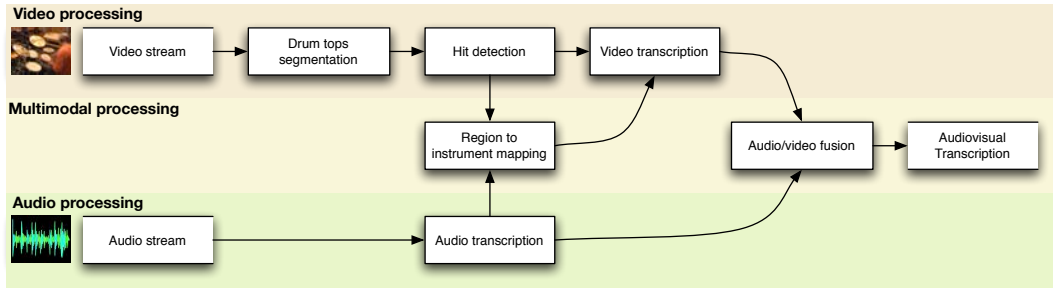 Video processing
Video stream
Drum tops
segmentation
Hit detection
Video transcription
Multimodal processing
Region to
instrument mapping
Audio/video fusion
Audiovisual
Transcription
Audio processing
Audio stream
Audio transcription